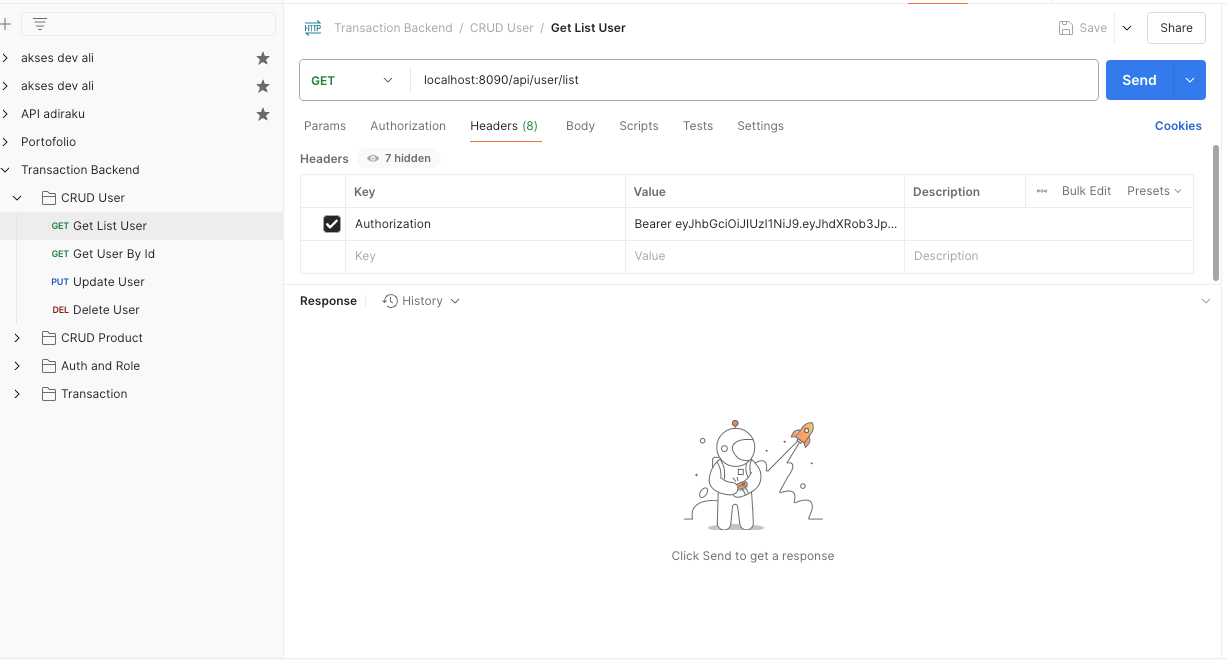 HTTP Transaction Backend / CRUD User / Get List User Save Share
akses dev ali
GET localhost:8090/api/user/list Send
akses dev ali
API adiraku
Params Authorization Headers (8) Body Scripts Tests Settings Cookies
Portofolio
Headers 7 hidden
Transaction Backend
Key Value Description Bulk Edit Presets
CRUD User
GET Get List User
Authorization Bearer eyJhbGciOiJIUzI1NiJ9.eyJhdXRob3Jp...
GET Get User By Id
Key Value Description
PUT Update User
DEL Delete User
Response History
CRUD Product
Auth and Role
Transaction
Click Send to get a response